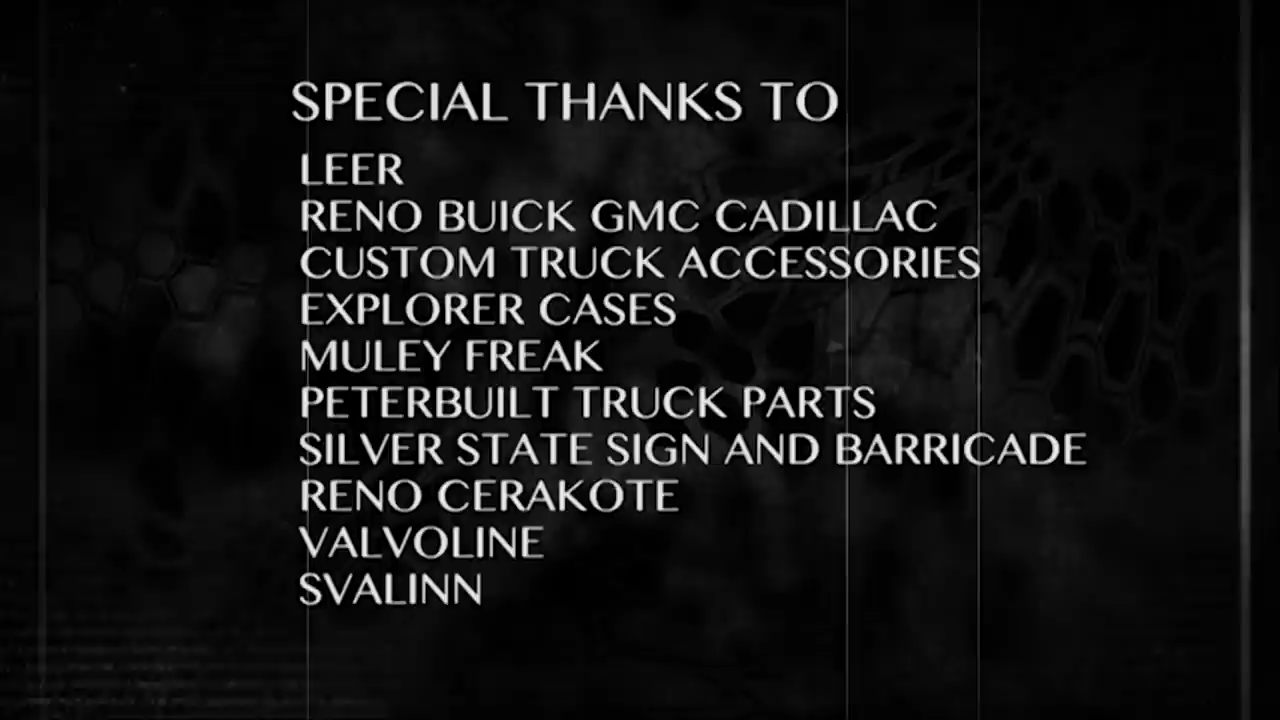 SPECIAL THANKS TO
LEER
RENO BUICK GMC CADILLAC
CUSTOM TRUCK ACCESSORIES
EXPLORER CASES
MULEY FREAK
PETERBUILT TRUCK PARTS
SILVER STATE SIGN AND BARRICADE
RENO CERAKOTE
VALVOLINE
SVALINN